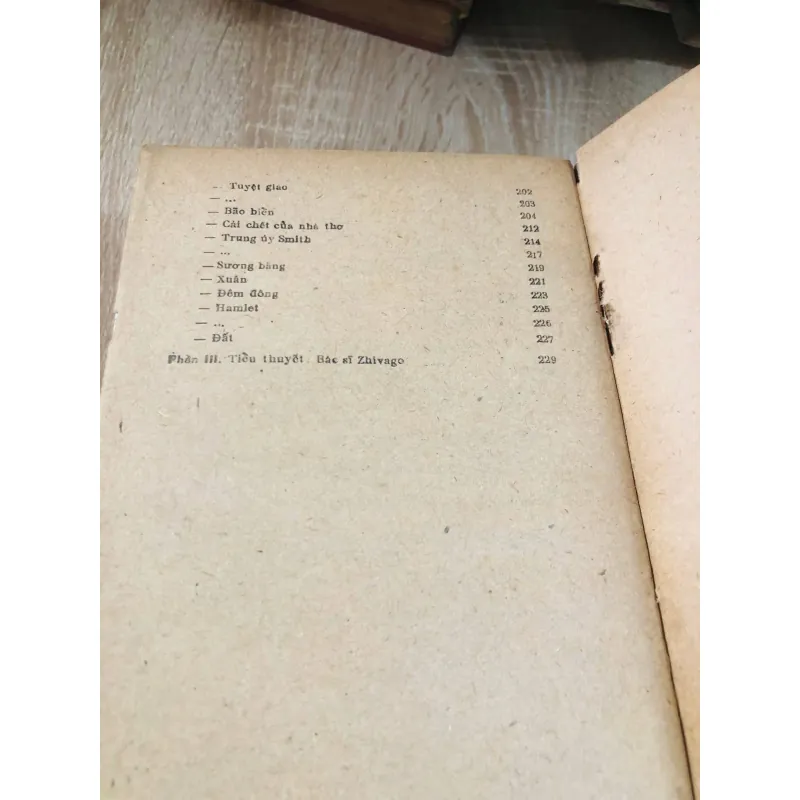 — Tuyệt giao 202
— ... 203
— Bão biển 204
— Cái chết của nhà thơ 212
— Trung úy Smith 214
— ... 217
— Sương băng 219
— Xuân 221
— Đêm đông 223
— Hamlet 225
— ... 226
— Đất 227
Phần III. Tiểu thuyết Bác sĩ Zhivago 229